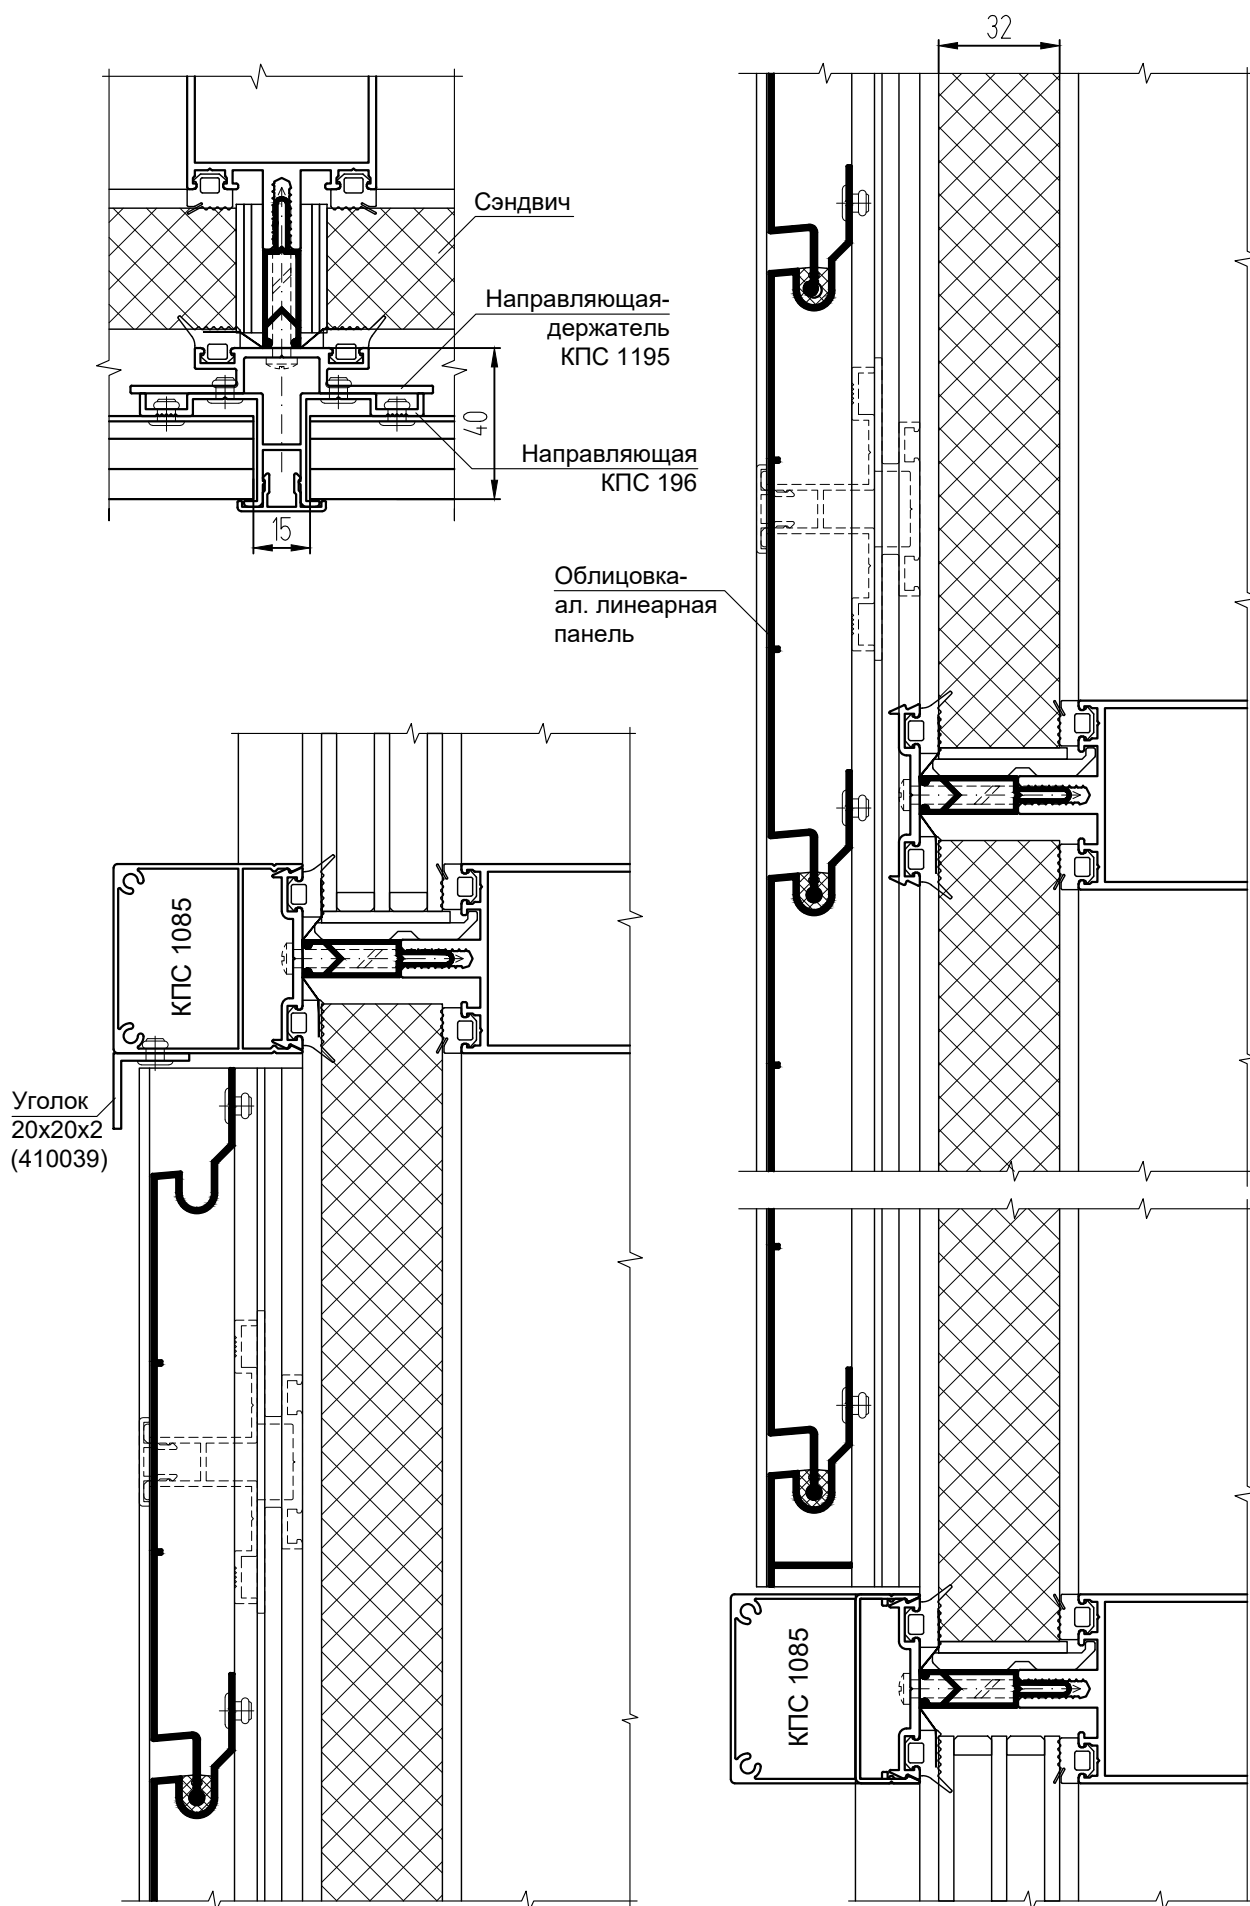 32
Сэндвич
Направляющая-
держатель
КПС 1195
40
Направляющая
КПС 196
15
Облицовка-
ал. линеарная
панель
КПС 1085
Уголок
20х20х2
(410039)
КПС 1085